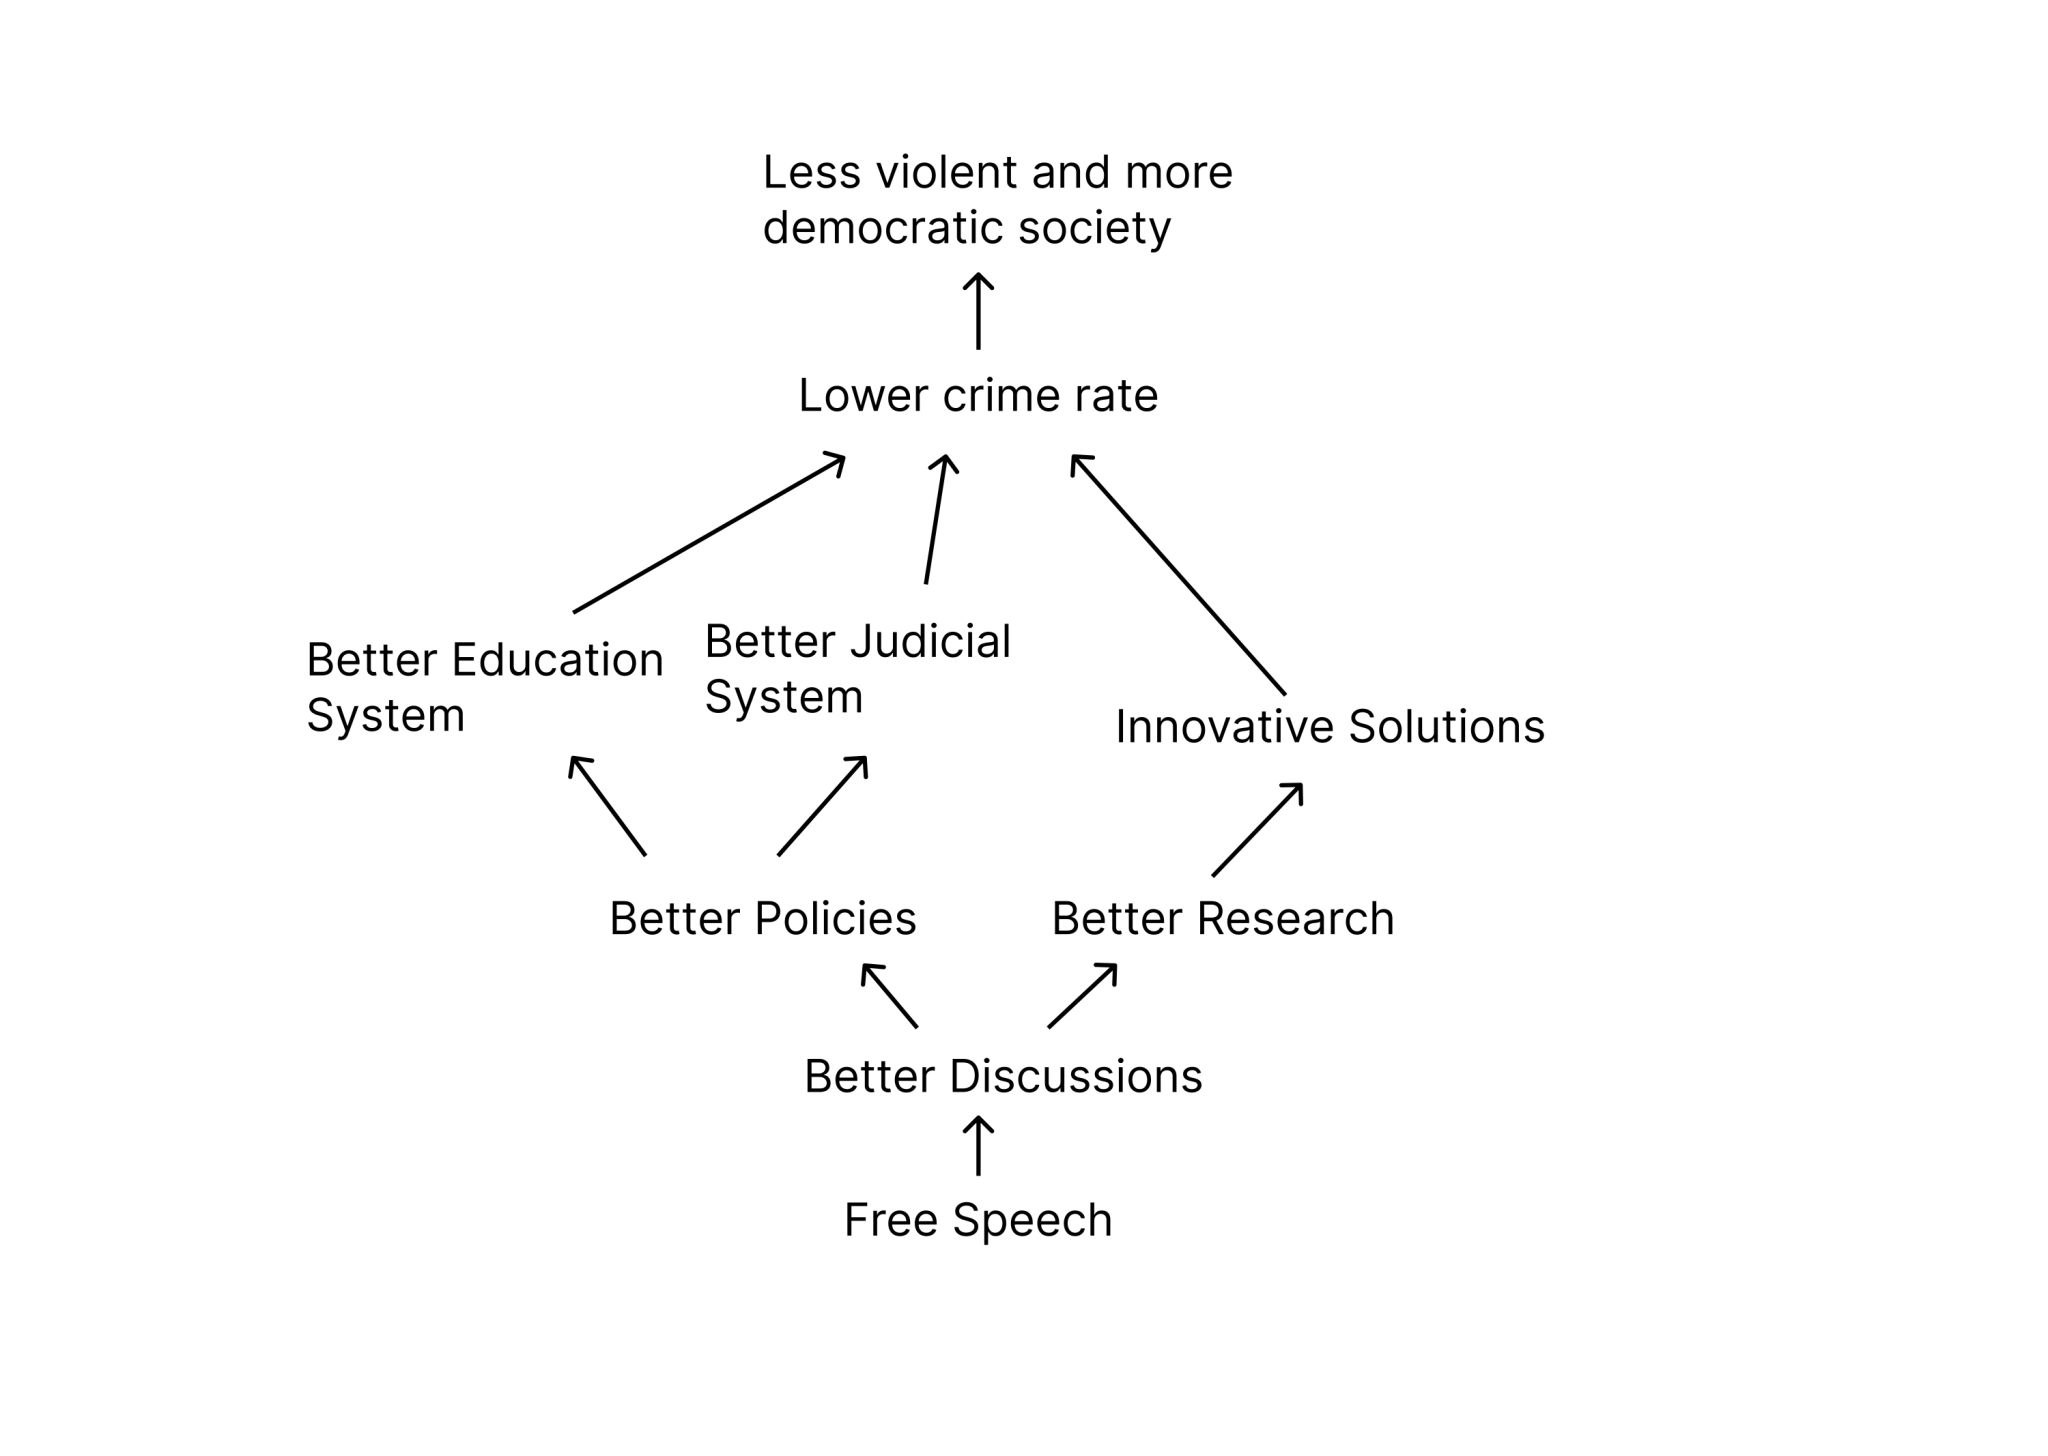 Less violent and more
democratic society
Lower crime rate
Better Education
System
Better Judicial
System
Innovative Solutions
Better Policies
Better Research
Better Discussions
Free Speech